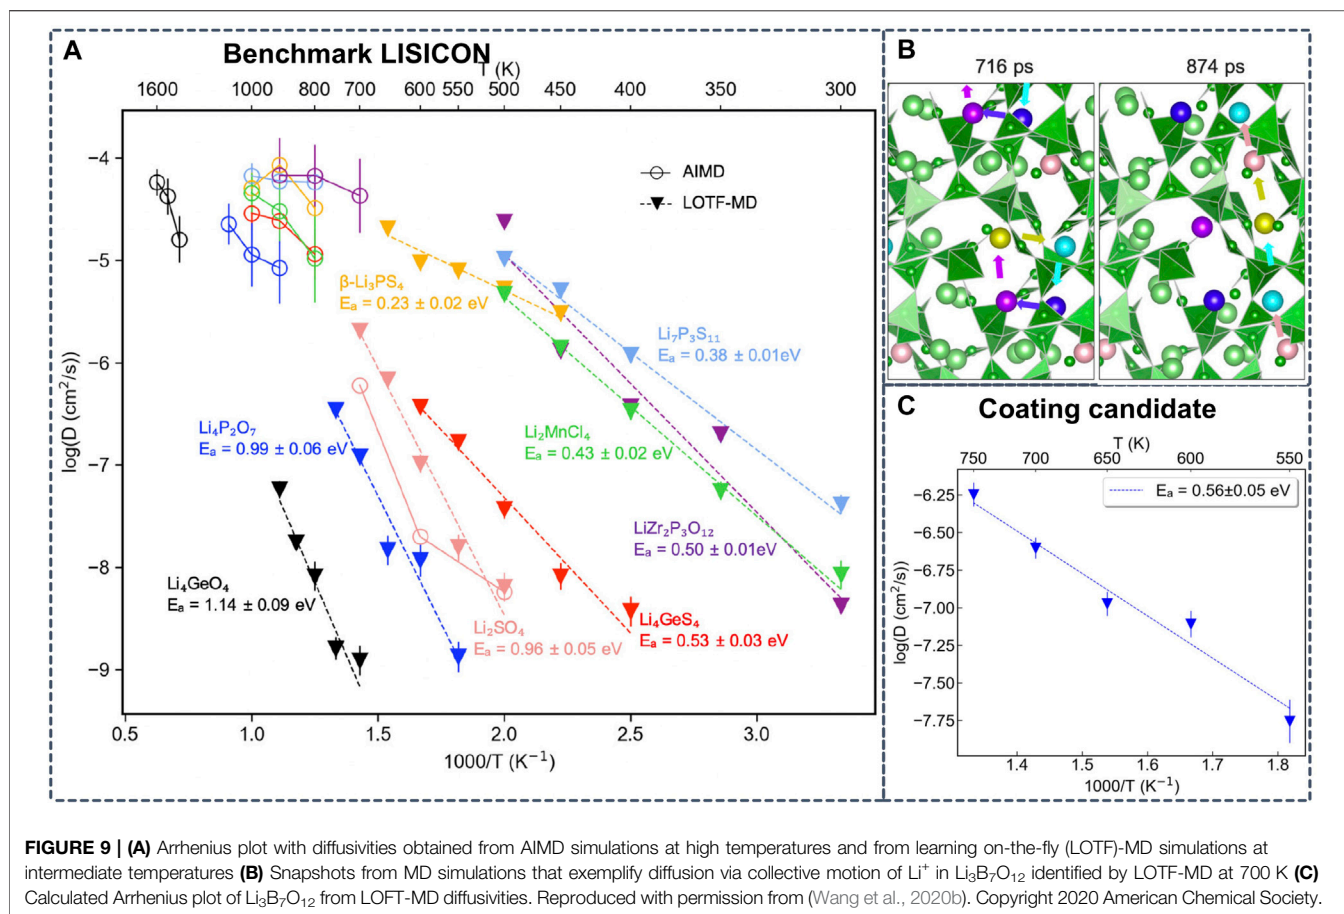 A
Benchmark LISICON
T (K)
1600 1000 900 800 700 600 550 500 450 400 350 300
−4
−5
−6
−7
−8
−9
log(D (cm²/s))
AIMD
LOTF-MD
β-Li₃PS₄
Eₐ = 0.23 ± 0.02 eV
Li₇P₃S₁₁
Eₐ = 0.38 ± 0.01eV
Li₄P₂O₇
Eₐ = 0.99 ± 0.06 eV
Li₂MnCl₄
Eₐ = 0.43 ± 0.02 eV
LiZr₂P₃O₁₂
Eₐ = 0.50 ± 0.01eV
Li₄GeO₄
Eₐ = 1.14 ± 0.09 eV
Li₂SO₄
Eₐ = 0.96 ± 0.05 eV
Li₄GeS₄
Eₐ = 0.53 ± 0.03 eV
0.5 1.0 1.5 2.0 2.5 3.0
1000/T (K⁻¹)
B
716 ps 874 ps
C
Coating candidate
T (K)
750 700 650 600 550
Eₐ = 0.56±0.05 eV
−6.25
−6.50
−6.75
−7.00
−7.25
−7.50
−7.75
log(D (cm²/s))
1.4 1.5 1.6 1.7 1.8
1000/T (K⁻¹)
FIGURE 9 | (A) Arrhenius plot with diffusivities obtained from AIMD simulations at high temperatures and from learning on-the-fly (LOTF)-MD simulations at
intermediate temperatures (B) Snapshots from MD simulations that exemplify diffusion via collective motion of Li⁺ in Li₃B₇O₁₂ identified by LOTF-MD at 700 K (C)
Calculated Arrhenius plot of Li₃B₇O₁₂ from LOFT-MD diffusivities. Reproduced with permission from (Wang et al., 2020b). Copyright 2020 American Chemical Society.